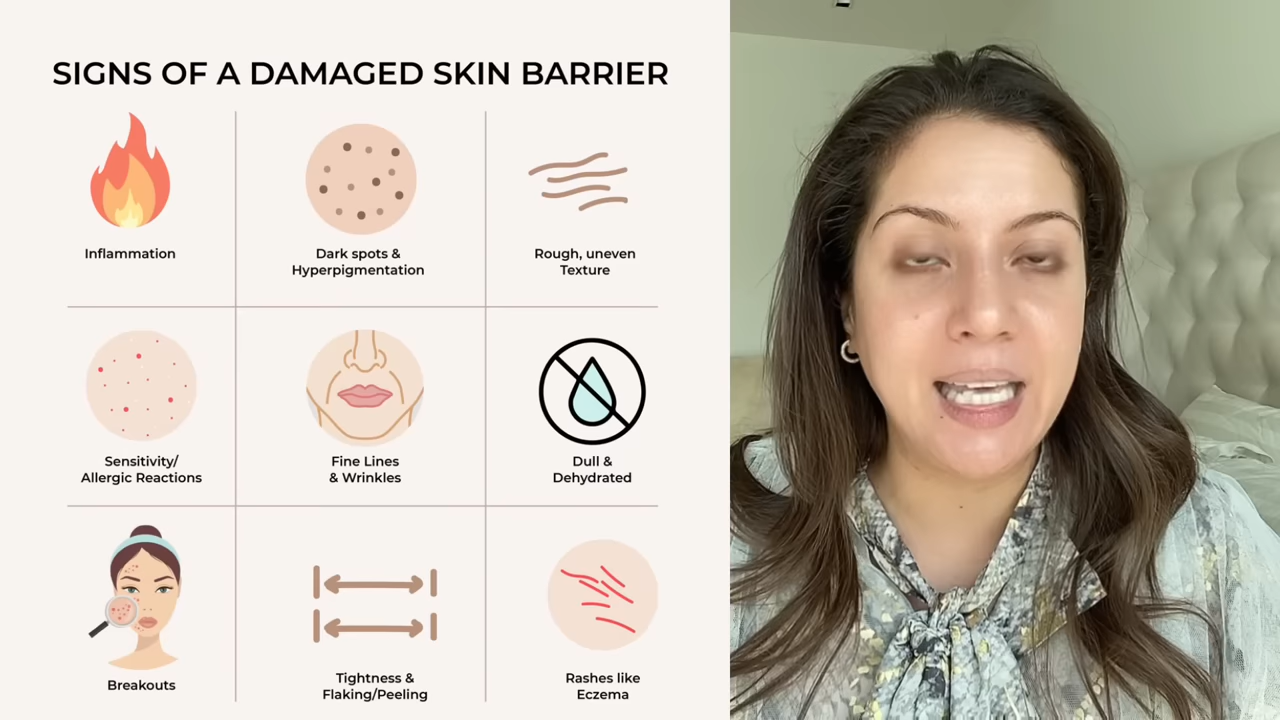 SIGNS OF A DAMAGED SKIN BARRIER
Inflammation
Dark spots &
Hyperpigmentation
Rough, uneven
Texture
Sensitivity/
Allergic Reactions
Fine Lines
& Wrinkles
Dull &
Dehydrated
Breakouts
Tightness &
Flaking/Peeling
Rashes like
Eczema